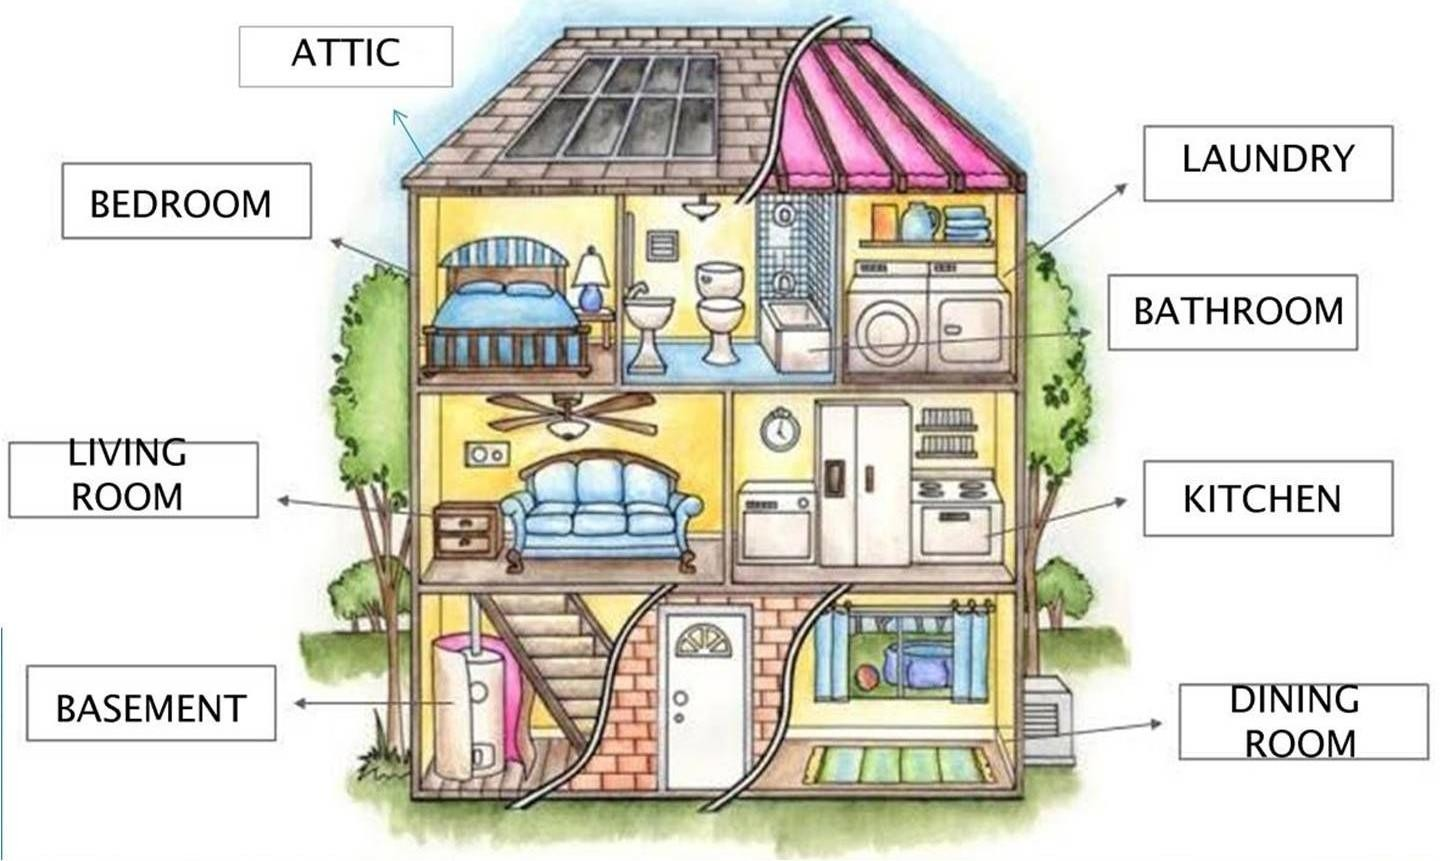 ATTIC
LAUNDRY
BEDROOM
BATHROOM
LIVING
ROOM
KITCHEN
BASEMENT
DINING
ROOM